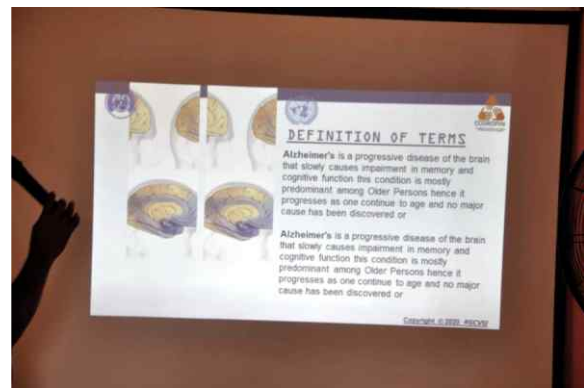 DEFINITION OF TERMS
Alzheimer's is a progressive disease of the brain
that slowly causes impairment in memory and
cognitive function this condition is mostly
predominant among Older Persons hence it
progresses as one continue to age and no major
cause has been discovered or
Alzheimer's is a progressive disease of the brain
that slowly causes impairment in memory and
cognitive function this condition is mostly
predominant among Older Persons hence it
progresses as one continue to age and no major
cause has been discovered or